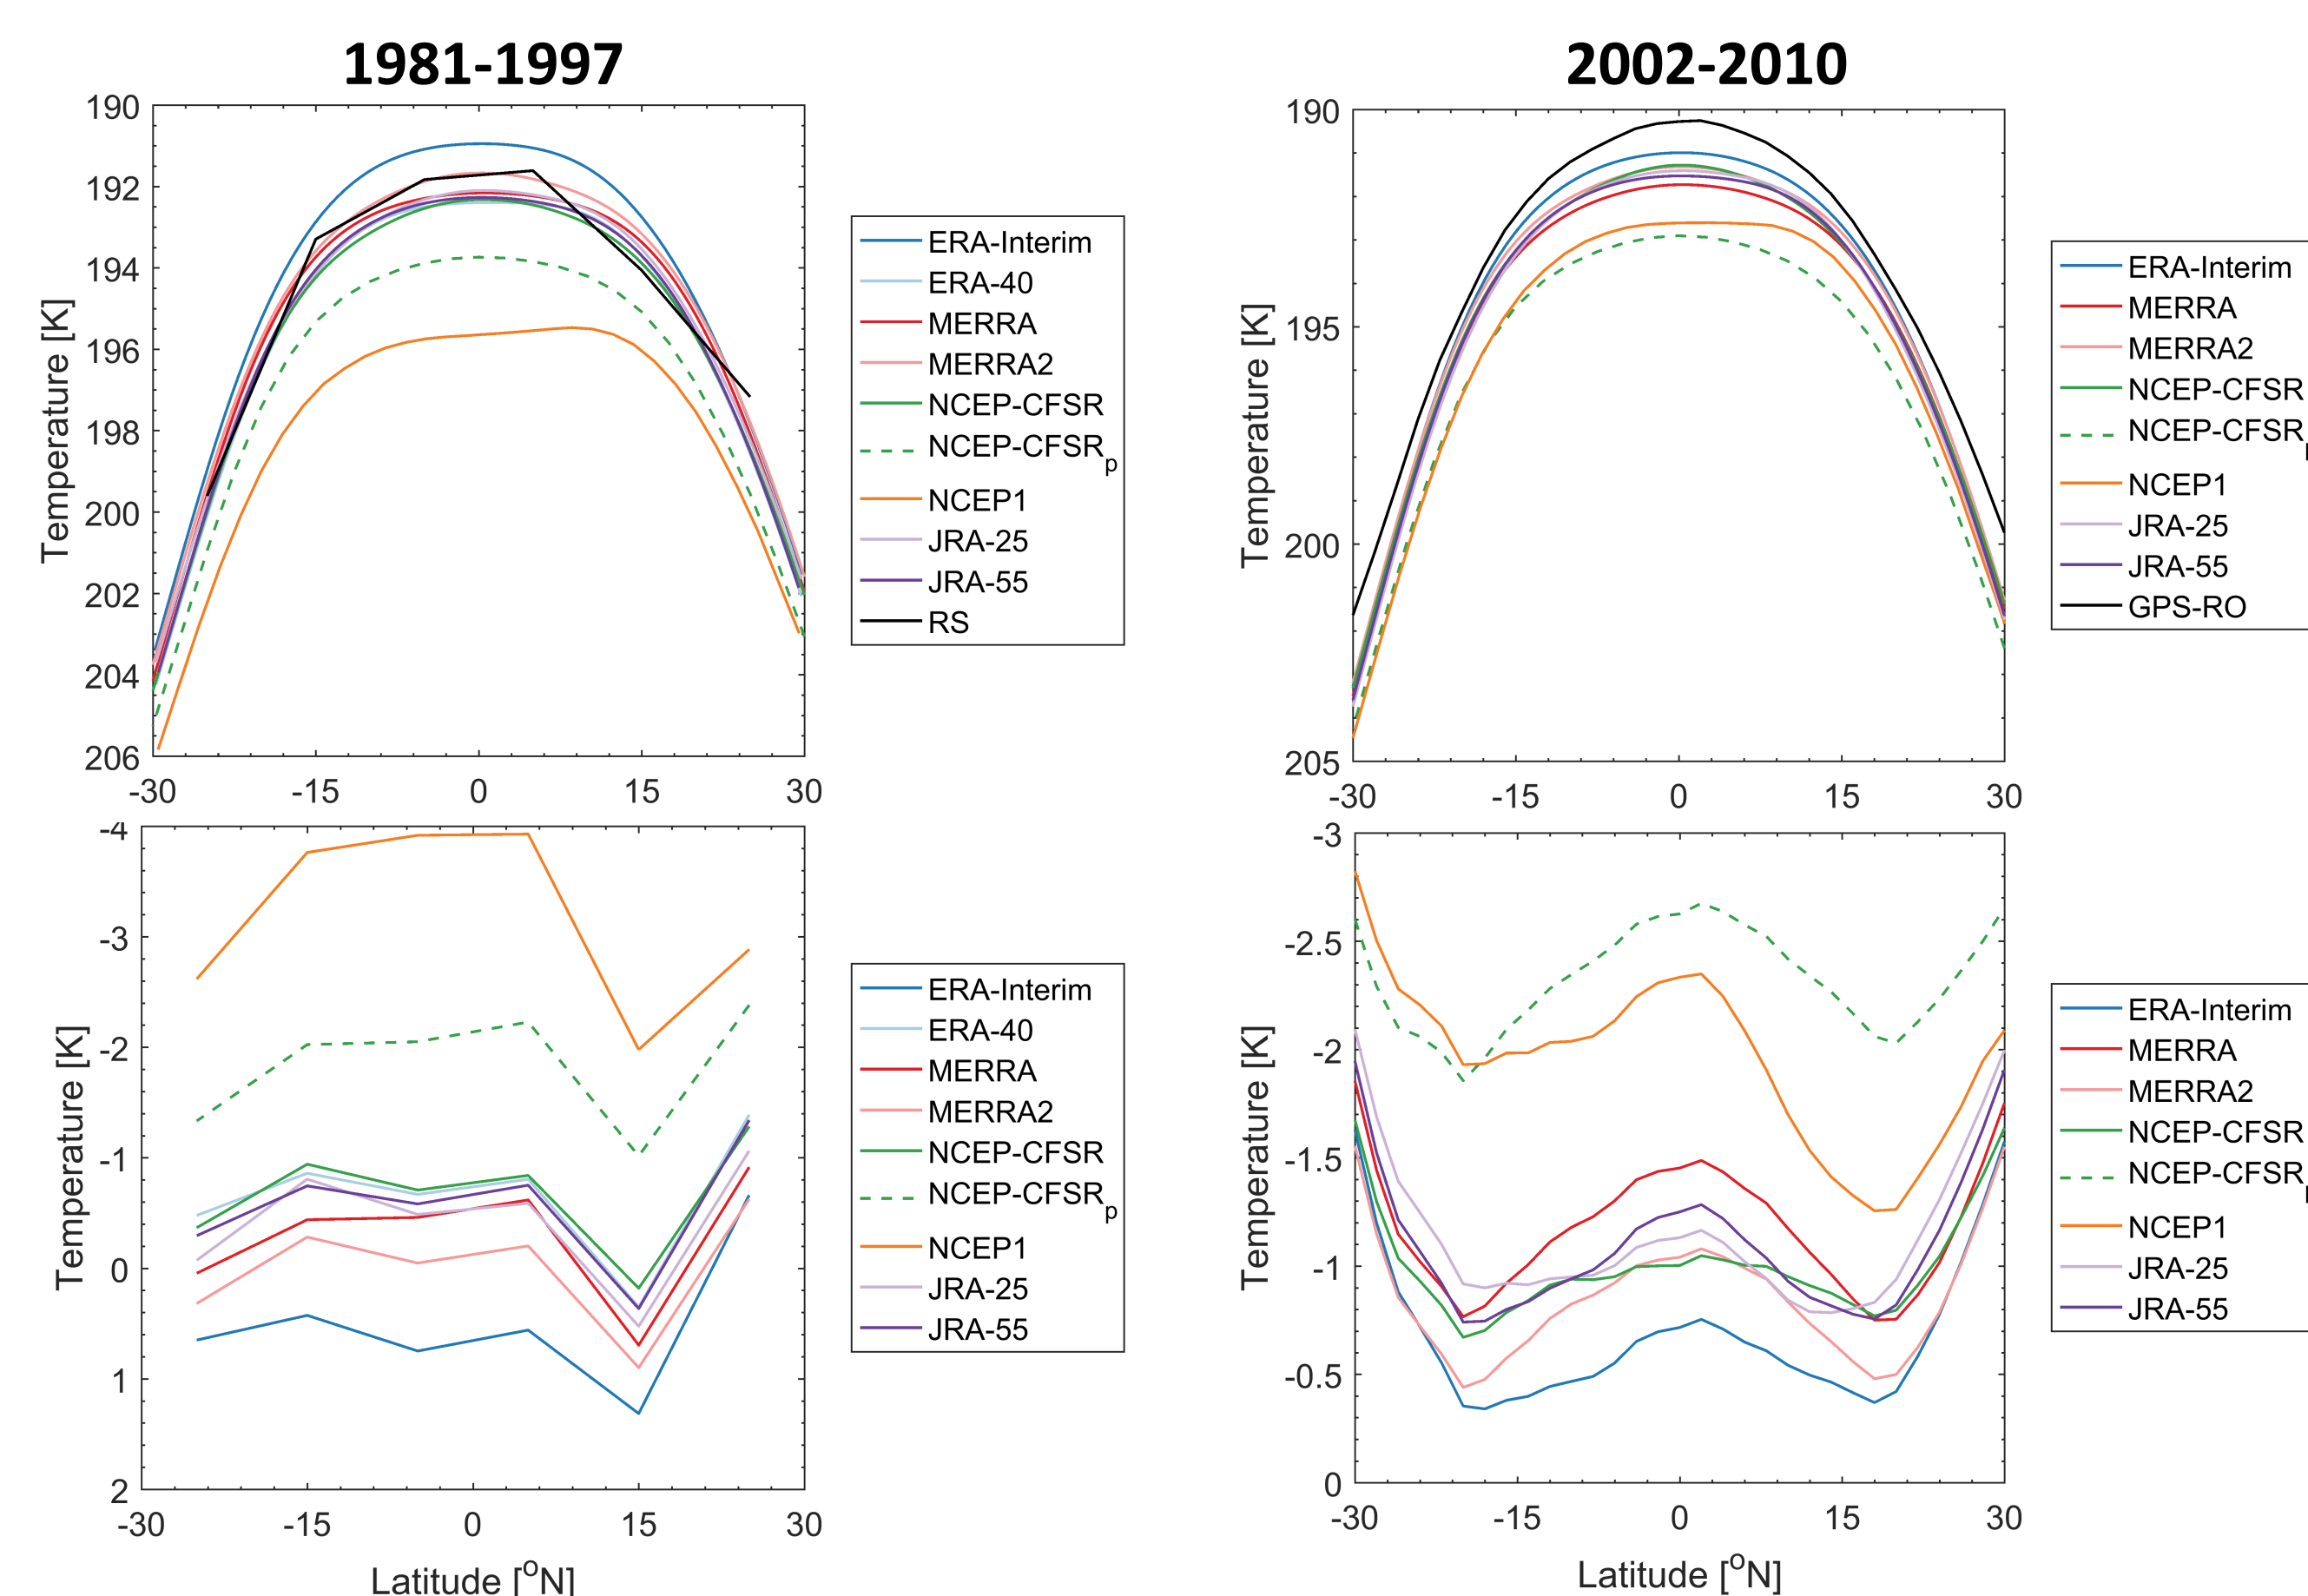 1981-1997
190
192
194
196
198
200
202
204
206
Temperature [K]
-30
-15
0
15
30
ERA-Interim
ERA-40
MERRA
MERRA2
NCEP-CFSR
NCEP-CFSRp
NCEP1
JRA-25
JRA-55
RS
2002-2010
190
195
200
205
Temperature [K]
-30
-15
0
15
30
ERA-Interim
MERRA
MERRA2
NCEP-CFSR
NCEP-CFSR
NCEP1
JRA-25
JRA-55
GPS-RO
-4
-3
-2
-1
0
1
2
Temperature [K]
-30
-15
0
15
30
Latitude [oN]
ERA-Interim
ERA-40
MERRA
MERRA2
NCEP-CFSR
NCEP-CFSRp
NCEP1
JRA-25
JRA-55
-3
-2.5
-2
-1.5
-1
-0.5
0
Temperature [K]
-30
-15
0
15
30
Latitude [oN]
ERA-Interim
MERRA
MERRA2
NCEP-CFSR
NCEP-CFSR
NCEP1
JRA-25
JRA-55